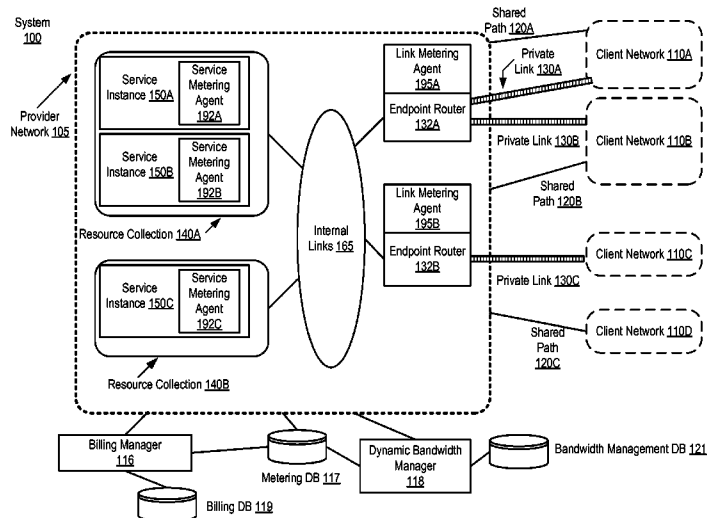 System
100
Provider
Network 105
Service Instance 150A
Service
Metering
Agent
192A
Service
Instance 150B
Service
Metering
Agent
192B
Resource Collection 140A
Service
Instance 150C
Service
Metering
Agent
192C
Resource Collection 140B
Internal
Links 165
Link Metering
Agent
195A
Endpoint Router
132A
Link Metering
Agent
195B
Endpoint Router
132B
Shared
Path 120A
Private
Link 130A
Client Network 110A
Private Link 130B
Client Network 110B
Shared
Path 120B
Client Network 110C
Private Link 130C
Client Network 110D
Shared
Path
120C
Billing Manager
116
Billing DB 119
Metering DB 117
Dynamic Bandwidth
Manager
118
Bandwidth Management DB 121